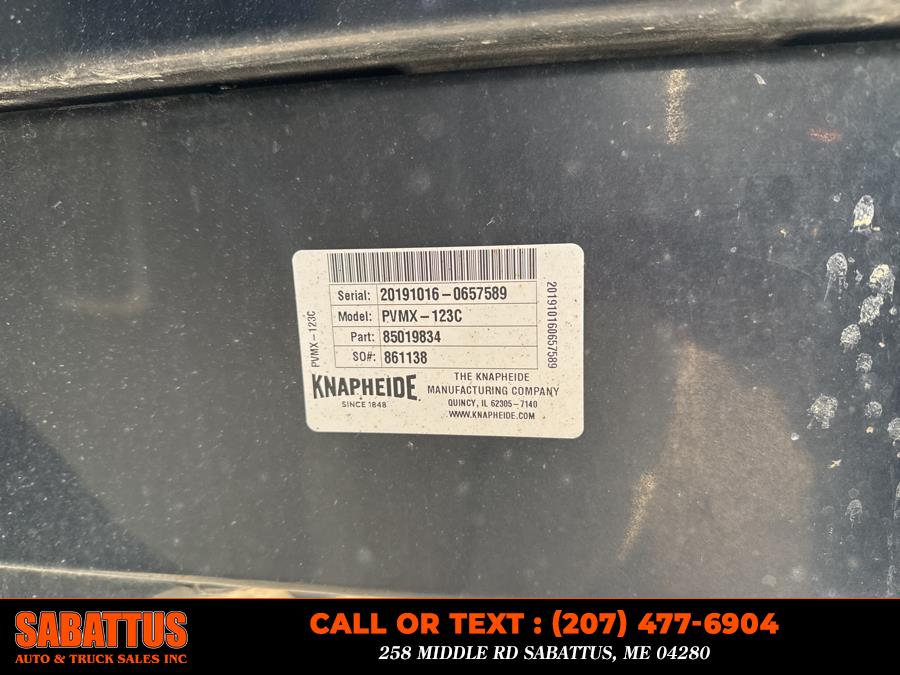 Serial: 20191016-0657589
Model: PVMX-123C
Part: 85019834
SO#: 861138
PVMX-123C
201910160657589
KNAPHEIDE
SINCE 1848
THE KNAPHEIDE
MANUFACTURING COMPANY
QUINCY, IL 62305-7140
WWW.KNAPHEIDE.COM
SABATTUS
AUTO & TRUCK SALES INC
CALL OR TEXT : (207) 477-6904
258 MIDDLE RD SABATTUS, ME 04280